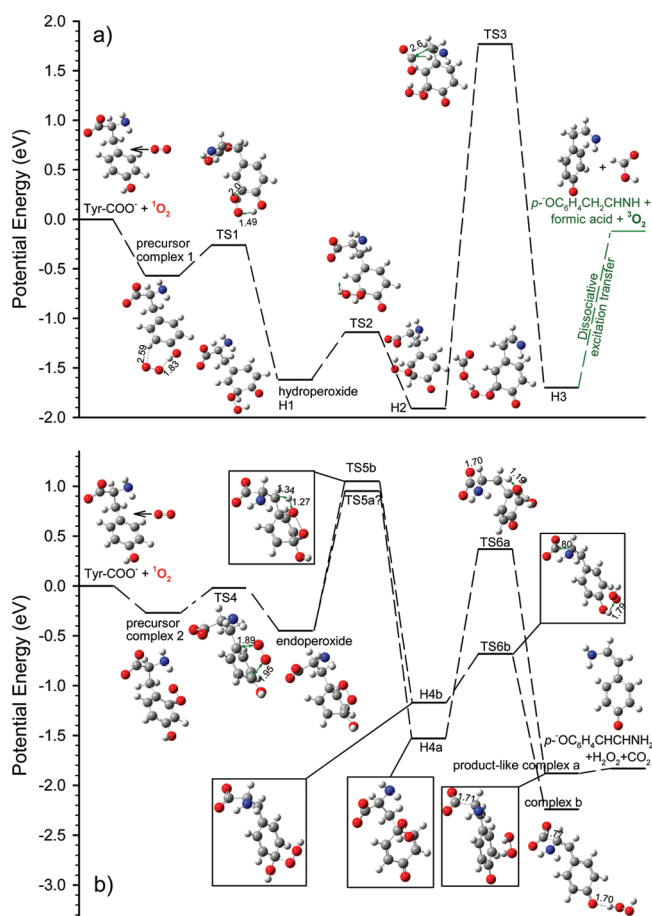 a)
2.0
1.5
1.0
0.5
0.0
-0.5
-1.0
-1.5
-2.0
Potential Energy (eV)
Tyr-COO⁻ + ¹O₂
precursor
complex 1
2.59
1.83
TS1
2.0
1.49
hydroperoxide
H1
TS2
H2
TS3
2.6
H3
p-⁻OC₆H₄CH₂CHNH +
formic acid + ³O₂
Dissociative
excitation transfer
b)
1.0
0.5
0.0
-0.5
-1.0
-1.5
-2.0
-2.5
-3.0
Potential Energy (eV)
Tyr-COO⁻ + ¹O₂
precursor
complex 2
TS4
1.89
1.95
endoperoxide
1.34
1.27
TS5b
TS5a?
H4b
H4a
1.70
1.19
TS6a
TS6b
.80
1.79
p-⁻OC₆H₄CHCHNH₂
+H₂O₂+CO₂
product-like complex a
complex b
1.71
1.70